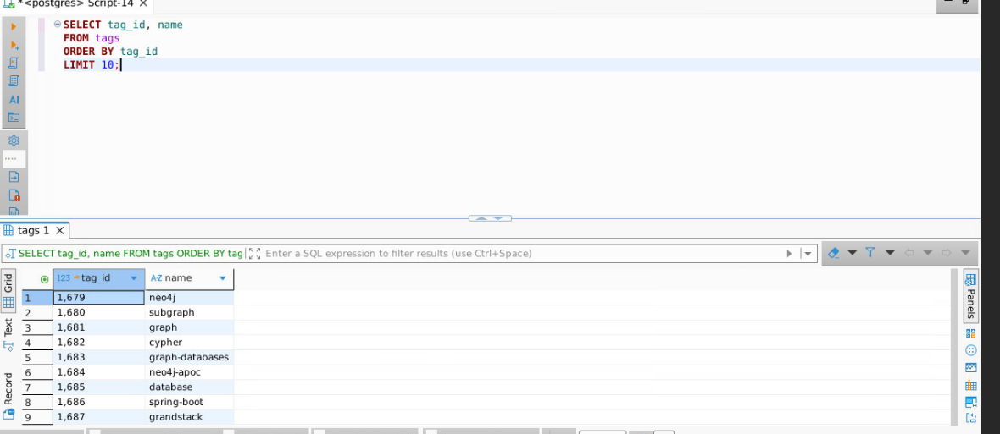 *<postgres> Script-14 ×
SELECT tag_id, name
FROM tags
ORDER BY tag_id
LIMIT 10;
AI
tags 1 ×
SELECT tag_id, name FROM tags ORDER BY tag
Enter a SQL expression to filter results (use Ctrl+Space)
Grid
Text
Record
123 tag_id
A-Z name
1 1,679 neo4j
2 1,680 subgraph
3 1,681 graph
4 1,682 cypher
5 1,683 graph-databases
6 1,684 neo4j-apoc
7 1,685 database
8 1,686 spring-boot
9 1,687 grandstack
Panels